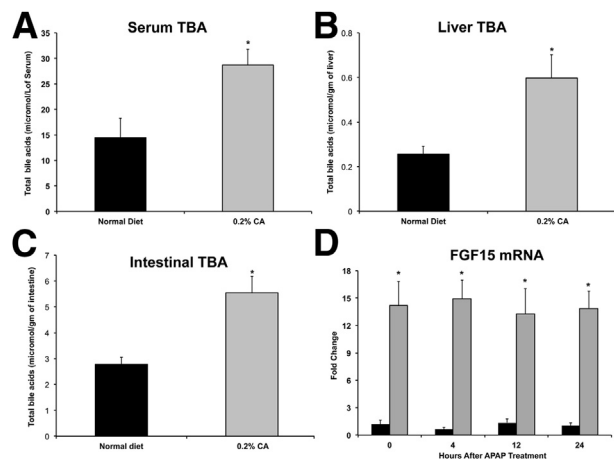 A
Serum TBA
Total bile acids (micromol/Lof Serum)
35
30
25
20
15
10
5
0
*
Normal Diet
0.2% CA
B
Liver TBA
Total bile acids (micromol/gm of liver)
0.8
0.6
0.4
0.2
0
*
Normal Diet
0.2% CA
C
Intestinal TBA
Total bile acids (micromol/gm of intestine)
7
6
5
4
3
2
1
0
*
Normal diet
0.2% CA
D
FGF15 mRNA
Fold Change
18
15
12
9
6
3
0
* * * *
0 4 12 24
Hours After APAP Treatment